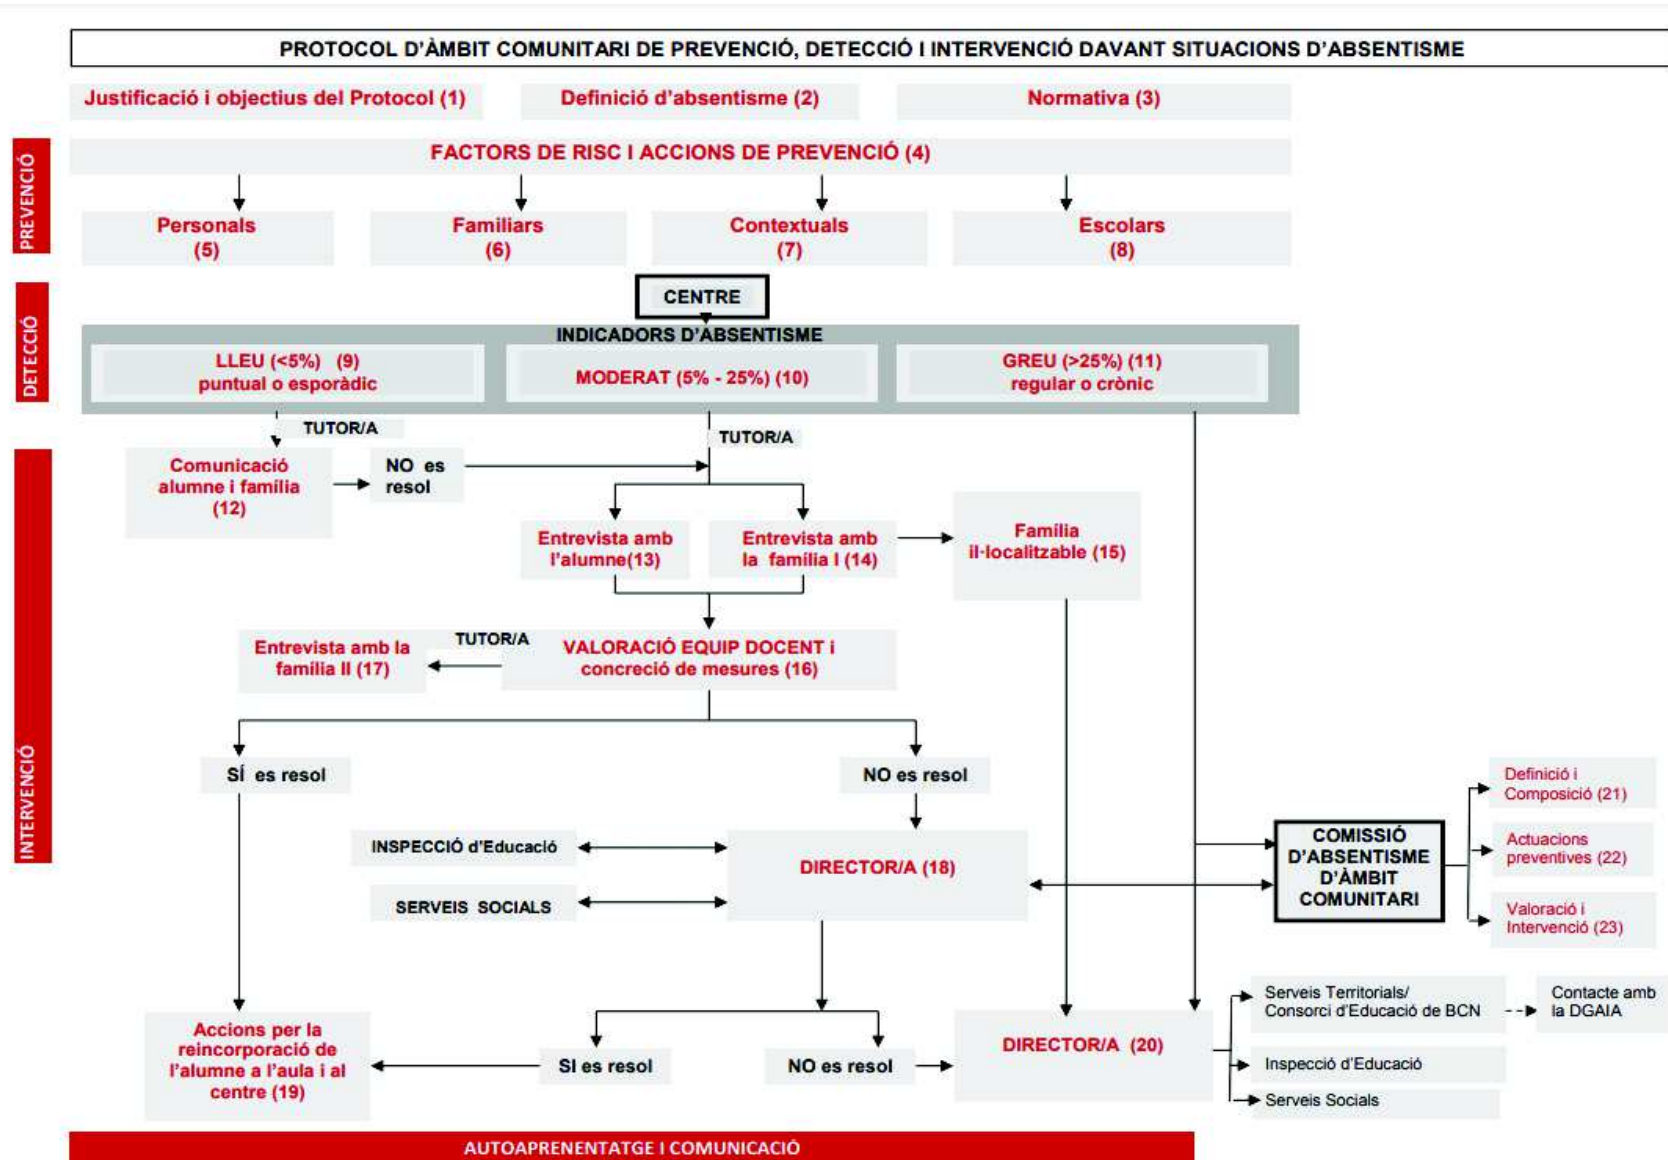 PROTOCOL D'ÀMBIT COMUNITARI DE PREVENCIÓ, DETECCIÓ I INTERVENCIÓ DAVANT SITUACIONS D'ABSENTISME
Justificació i objectius del Protocol (1)
Definició d'absentisme (2)
Normativa (3)
PREVENCIÓ
FACTORS DE RISC I ACCIONS DE PREVENCIÓ (4)
Personals
(5)
Familiars
(6)
Contextuals
(7)
Escolars
(8)
DETECCIÓ
CENTRE
INDICADORS D'ABSENTISME
LLEU (<5%) (9)
puntual o esporàdic
MODERAT (5% - 25%) (10)
GREU (>25%) (11)
regular o crònic
INTERVENCIÓ
TUTOR/A
TUTOR/A
Comunicació
alumne i família
(12)
NO es
resol
Entrevista amb
l'alumne(13)
Entrevista amb
la família I (14)
Família
il·localitzable (15)
Entrevista amb la
família II (17)
TUTOR/A
VALORACIÓ EQUIP DOCENT i
concreció de mesures (16)
SÍ es resol
NO es resol
INSPECCIÓ d'Educació
SERVEIS SOCIALS
DIRECTOR/A (18)
COMISSIÓ
D'ABSENTISME
D'ÀMBIT
COMUNITARI
Definició i
Composició (21)
Actuacions
preventives (22)
Valoració i
Intervenció (23)
Accions per la
reincorporació de
l'alumne a l'aula i al
centre (19)
SI es resol
NO es resol
DIRECTOR/A (20)
Serveis Territorials/
Consorci d'Educació de BCN
Contacte amb
la DGAIA
Inspecció d'Educació
Serveis Socials
AUTOAPRENENTATGE I COMUNICACIÓ